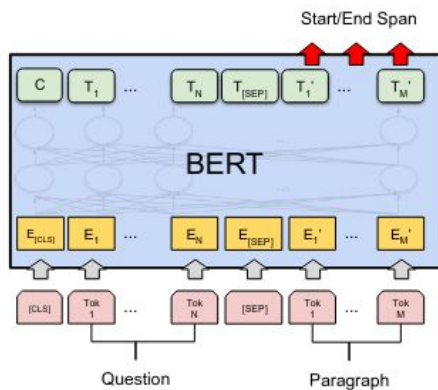 Start/End Span
C T1 ... TN T[SEP] T1' ... TM'
BERT
E[CLS] E1 ... EN E[SEP] E1' ... EM'
[CLS] Tok 1 ... Tok N [SEP] Tok 1 ... Tok M
Question Paragraph